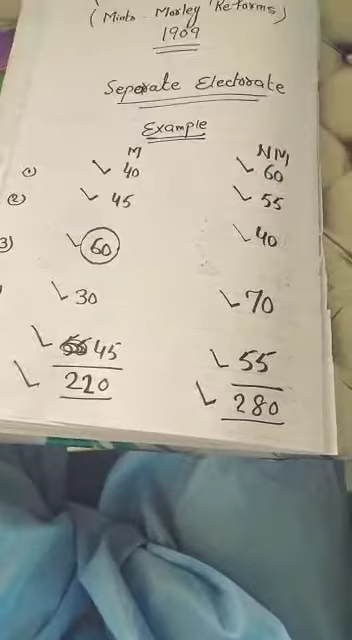 (Minto - Morley Reforms)
1909
Seperate Electorate
Example
M NM
(1) ✓ 40 ✓ 60
(2) ✓ 45 ✓ 55
3) ✓ 60 ✓ 40
✓ 30 ✓ 70
✓ 45 ✓ 55
✓ 220 ✓ 280